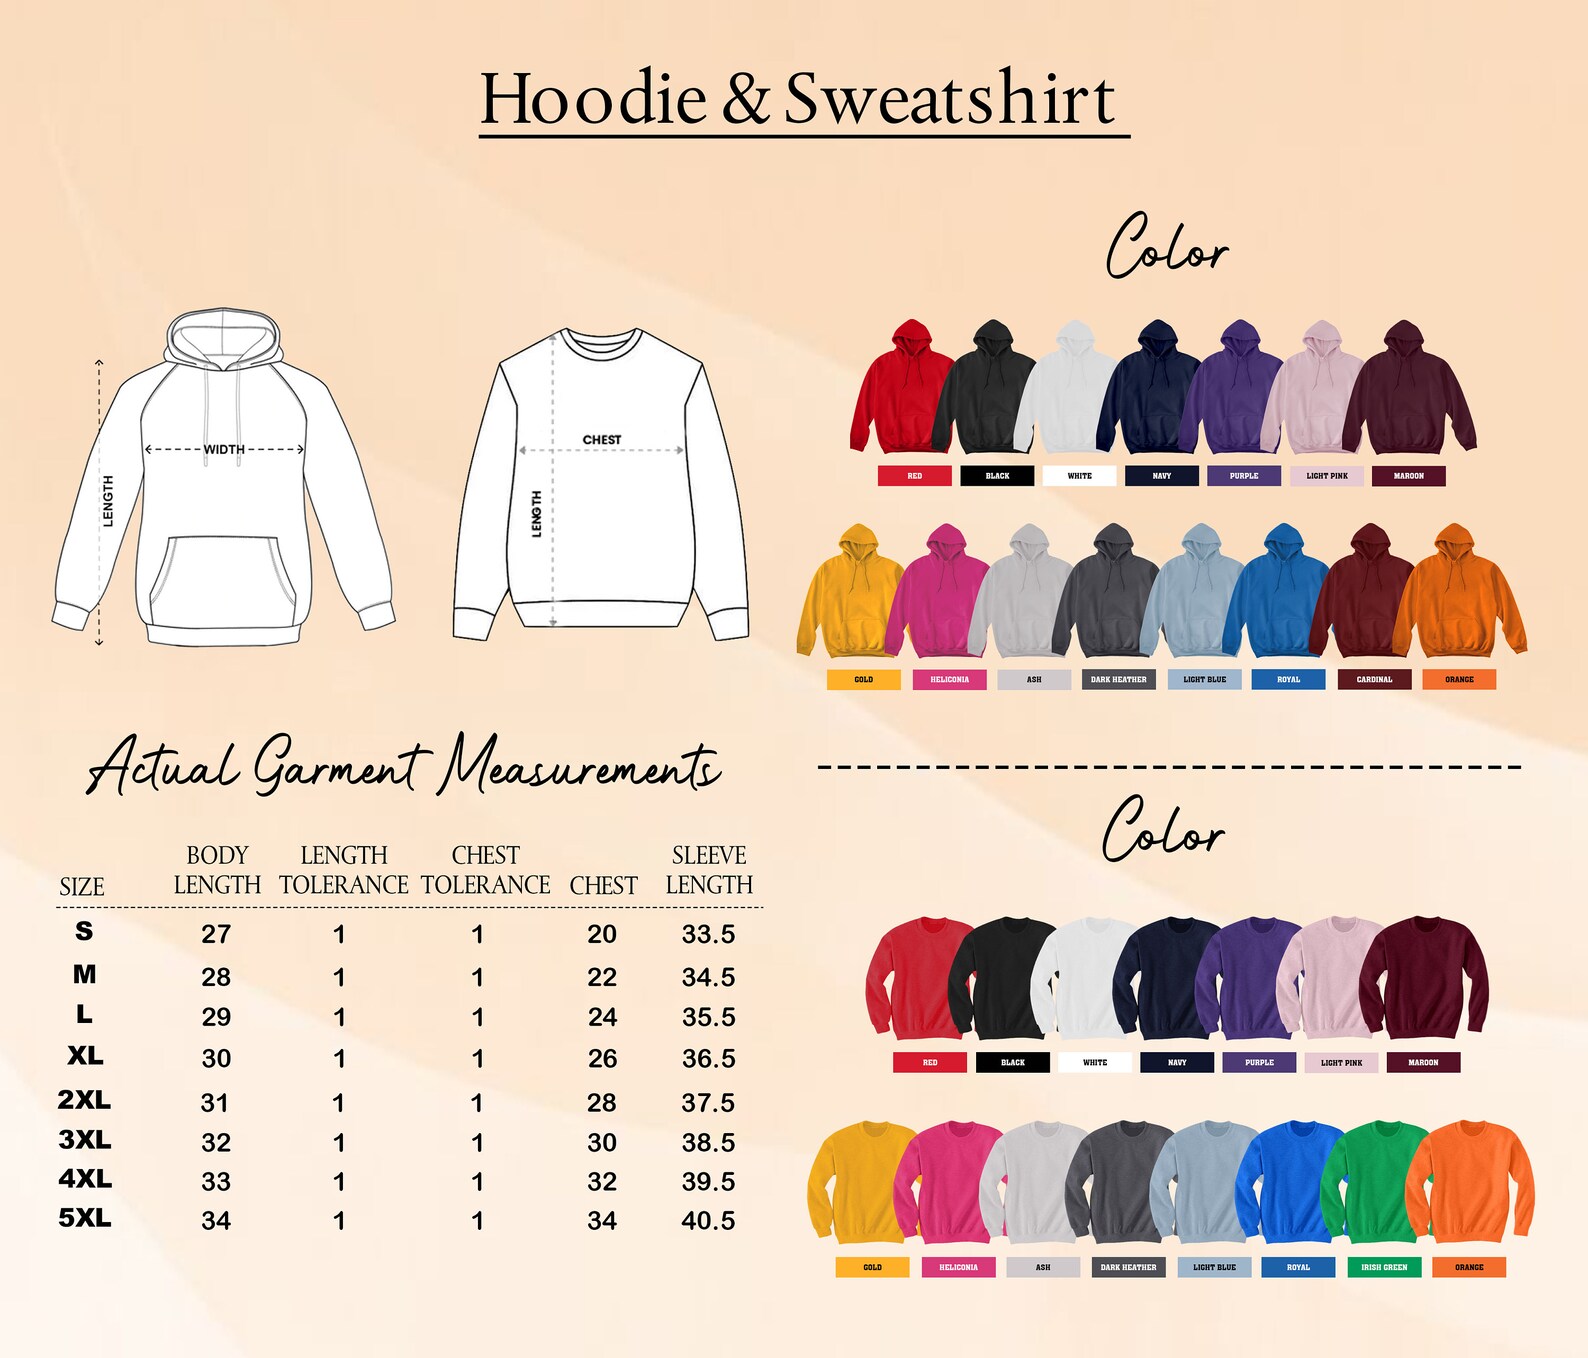 Hoodie & Sweatshirt
Color
WIDTH
LENGTH
CHEST
LENGTH
RED BLACK WHITE NAVY PURPLE LIGHT PINK MAROON
GOLD HELICONIA ASH DARK HEATHER LIGHT BLUE ROYAL CARDINAL ORANGE
Actual Garment Measurements
SIZE BODY LENGTH LENGTH TOLERANCE CHEST TOLERANCE CHEST SLEEVE LENGTH
S 27 1 1 20 33.5
M 28 1 1 22 34.5
L 29 1 1 24 35.5
XL 30 1 1 26 36.5
2XL 31 1 1 28 37.5
3XL 32 1 1 30 38.5
4XL 33 1 1 32 39.5
5XL 34 1 1 34 40.5
Color
RED BLACK WHITE NAVY PURPLE LIGHT PINK MAROON
GOLD HELICONIA ASH DARK HEATHER LIGHT BLUE ROYAL IRISH GREEN ORANGE